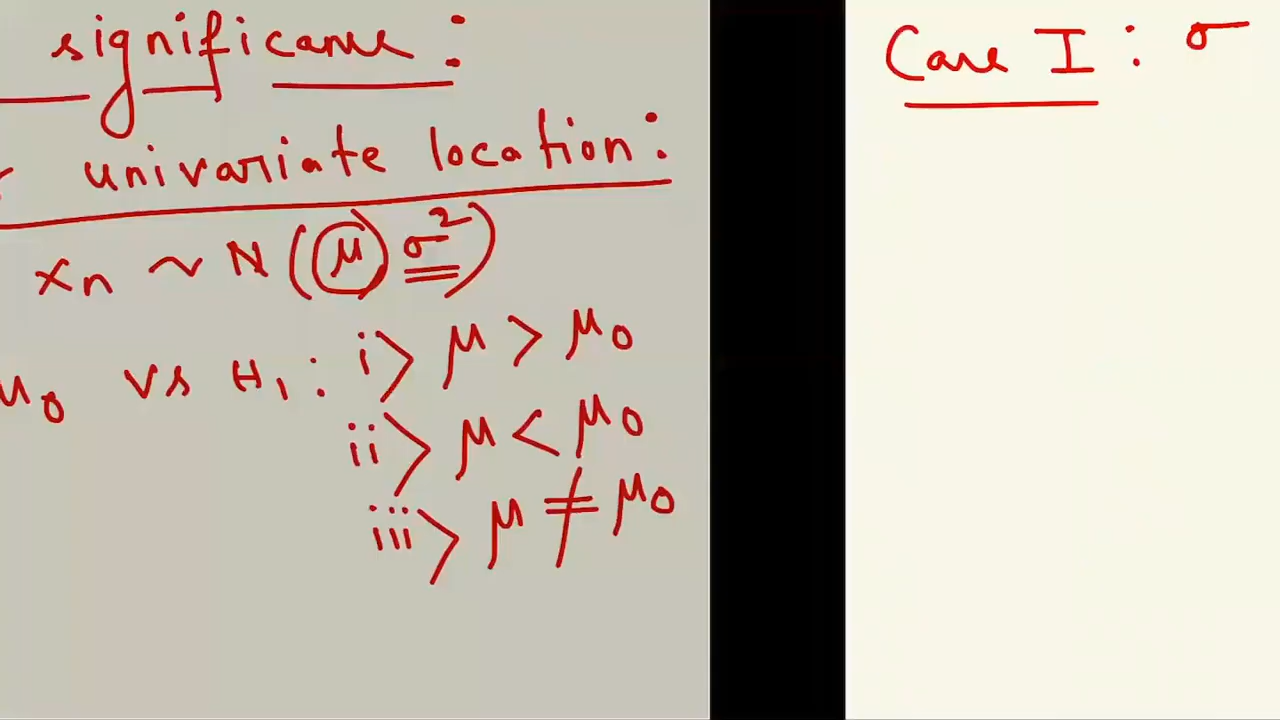 significance:
univariate location:
xn ~ N (μ, σ²)
μ0 vs H1: i> μ > μ0
ii> μ < μ0
iii> μ ≠ μ0
Case I: σ